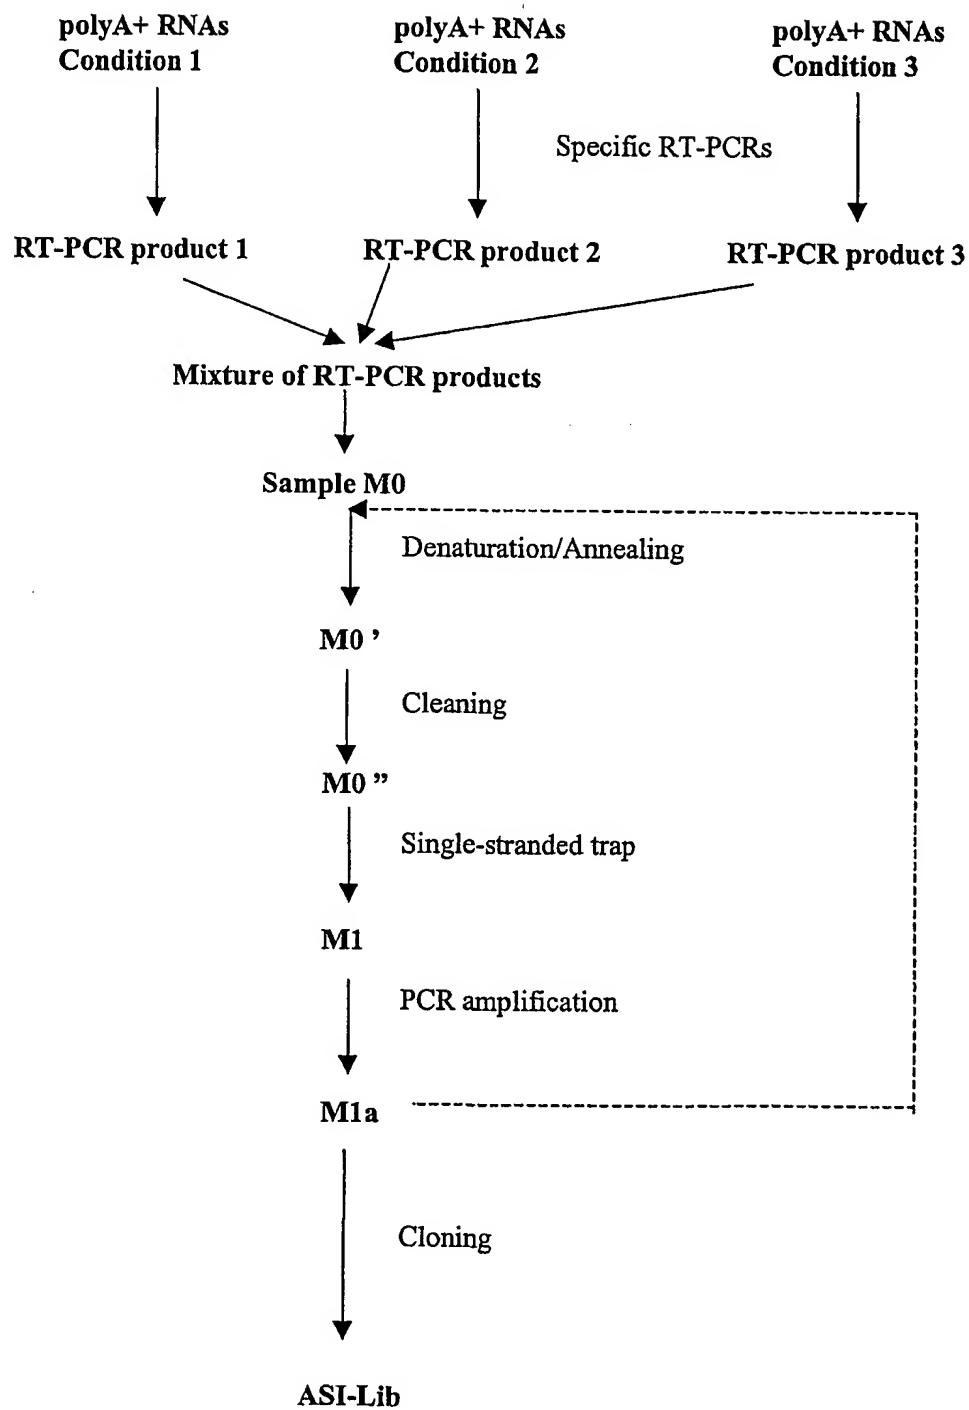 polyA+ RNAs
Condition 1
polyA+ RNAs
Condition 2
polyA+ RNAs
Condition 3
Specific RT-PCRs
RT-PCR product 1
RT-PCR product 2
RT-PCR product 3
Mixture of RT-PCR products
Sample M0
Denaturation/Annealing
M0 ’
Cleaning
M0 ”
Single-stranded trap
M1
PCR amplification
M1a
Cloning
ASI-Lib